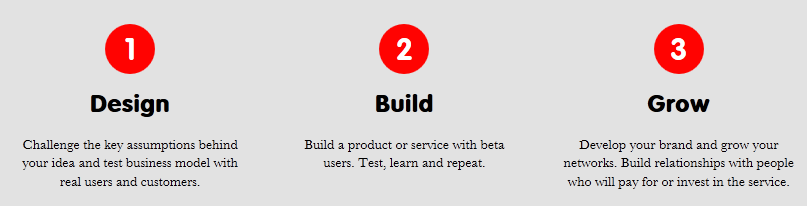 1
Design
Challenge the key assumptions behind
your idea and test business model with
real users and customers.
2
Build
Build a product or service with beta
users. Test, learn and repeat.
3
Grow
Develop your brand and grow your
networks. Build relationships with people
who will pay for or invest in the service.